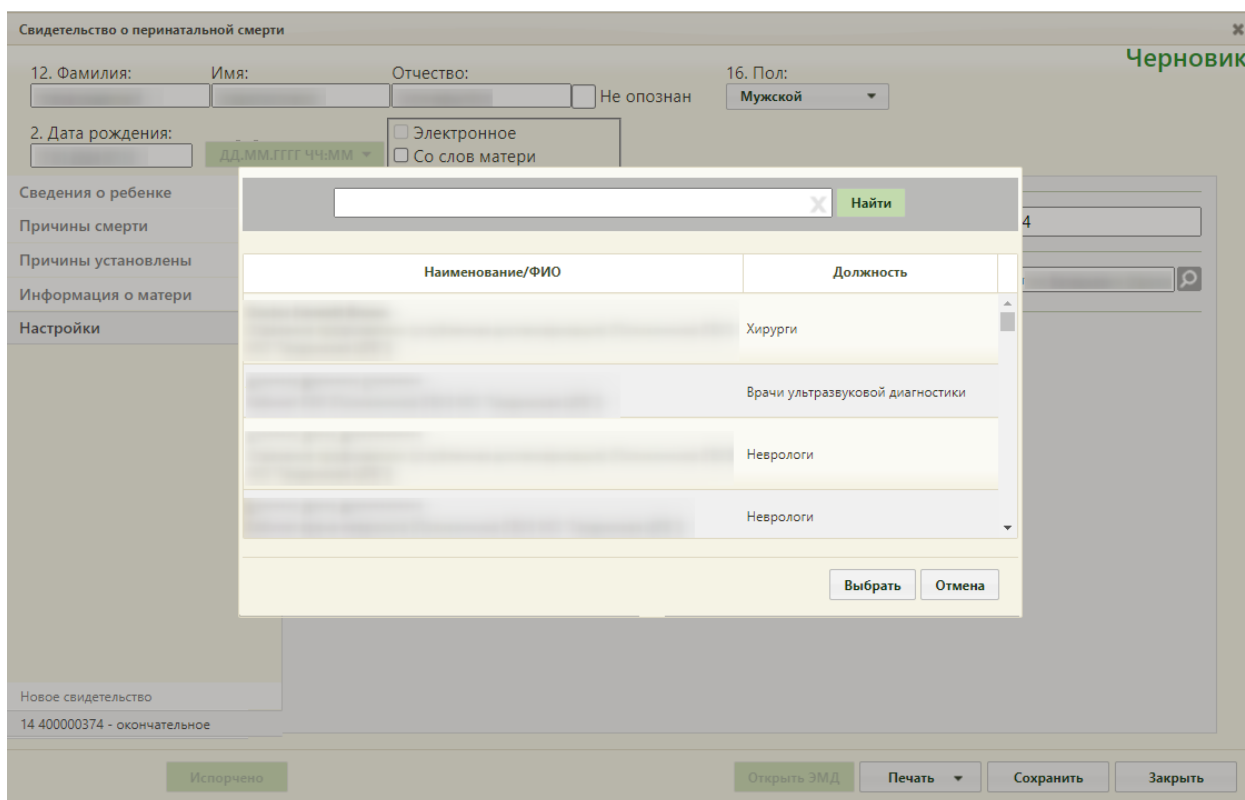 Свидетельство о перинатальной смерти
Черновик
12. Фамилия: Имя: Отчество: 16. Пол:
Не опознан Мужской
2. Дата рождения: Электронное
ДД.ММ.ГГГГ ЧЧ:ММ
Со слов матери
Сведения о ребенке
Найти
Причины смерти 4
Причины установлены
Наименование/ФИО Должность
Информация о матери
Настройки
Хирурги
Врачи ультразвуковой диагностики
Неврологи
Неврологи
Выбрать Отмена
Новое свидетельство
14 400000374 - окончательное
Испорчено Открыть ЭМД Печать Сохранить Закрыть